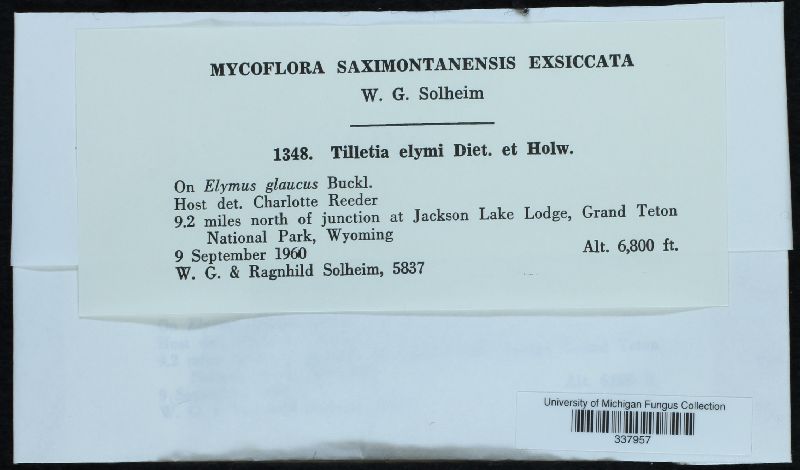 MYCOFLORA SAXIMONTANENSIS EXSICCATA
W. G. Solheim
1348. Tilletia elymi Diet. et Holw.
On Elymus glaucus Buckl.
Host det. Charlotte Reeder
9.2 miles north of junction at Jackson Lake Lodge, Grand Teton
National Park, Wyoming
Alt. 6,800 ft.
9 September 1960
W. G. & Ragnhild Solheim, 5837
University of Michigan Fungus Collection
337957